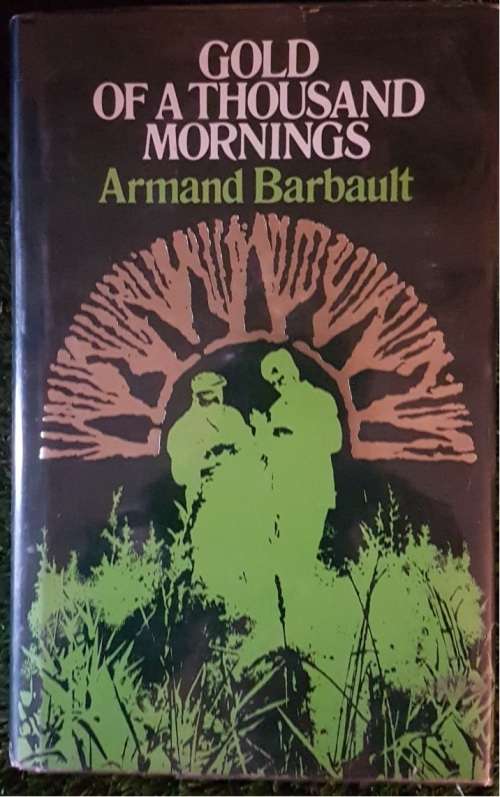 GOLD
OF A THOUSAND
MORNINGS
Armand Barbault